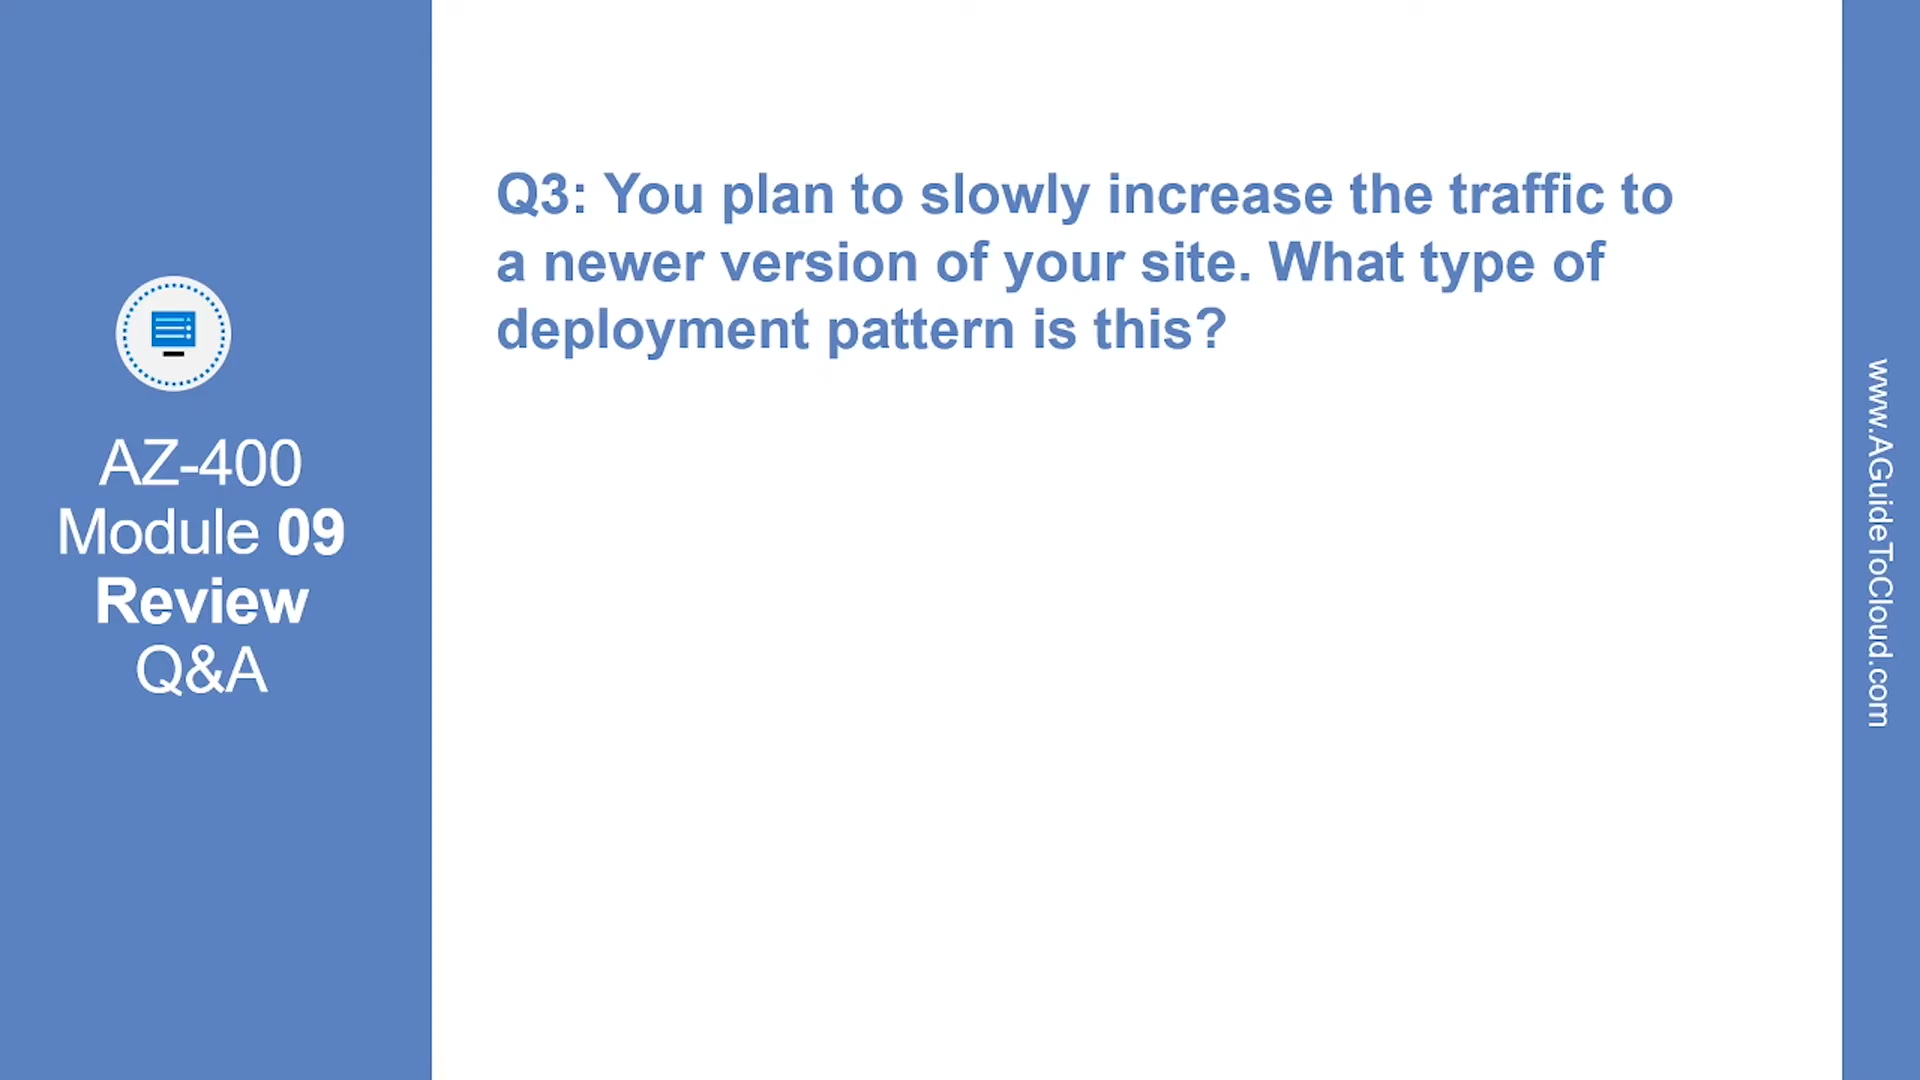 AZ-400
Module 09
Review
Q&A
Q3: You plan to slowly increase the traffic to
a newer version of your site. What type of
deployment pattern is this?
www.AGuideToCloud.com